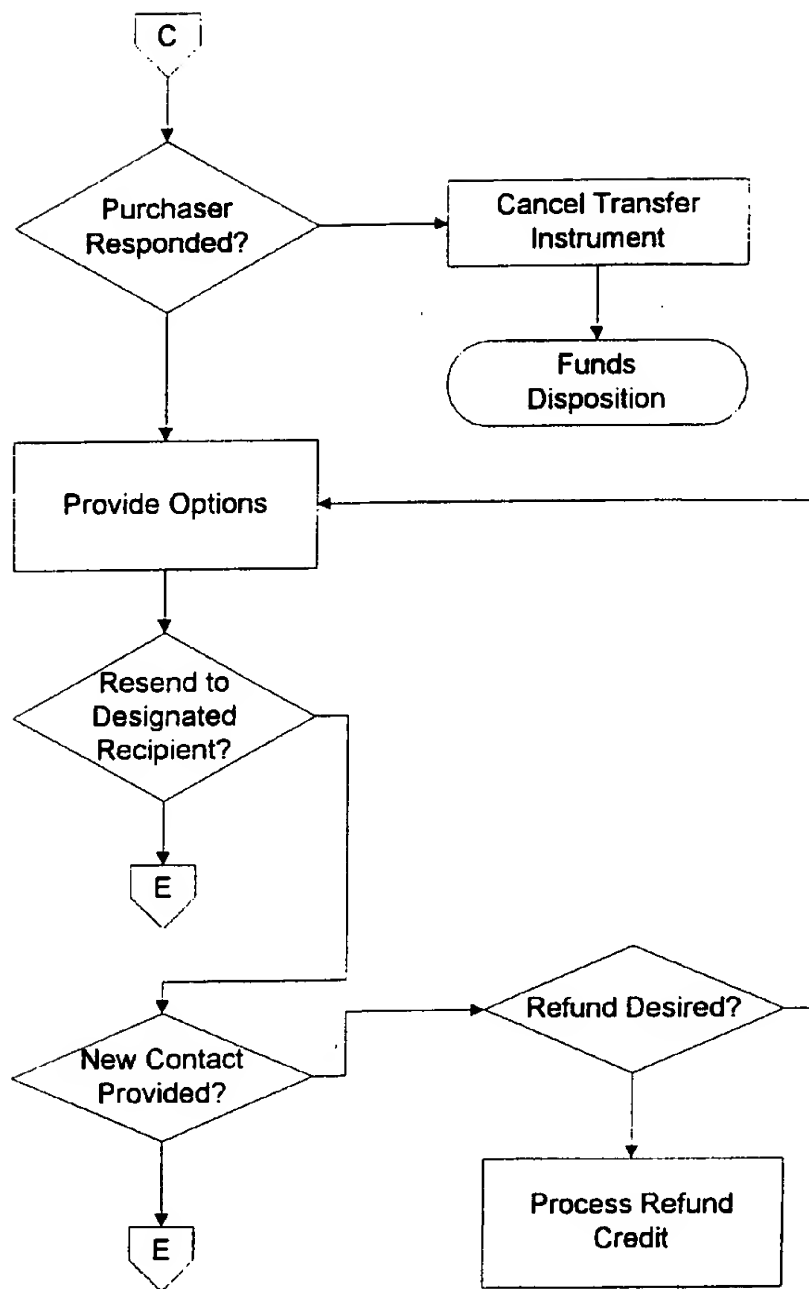 C
Purchaser
Responded?
Cancel Transfer
Instrument
Funds
Disposition
Provide Options
Resend to
Designated
Recipient?
E
Refund Desired?
New Contact
Provided?
Process Refund
Credit
E